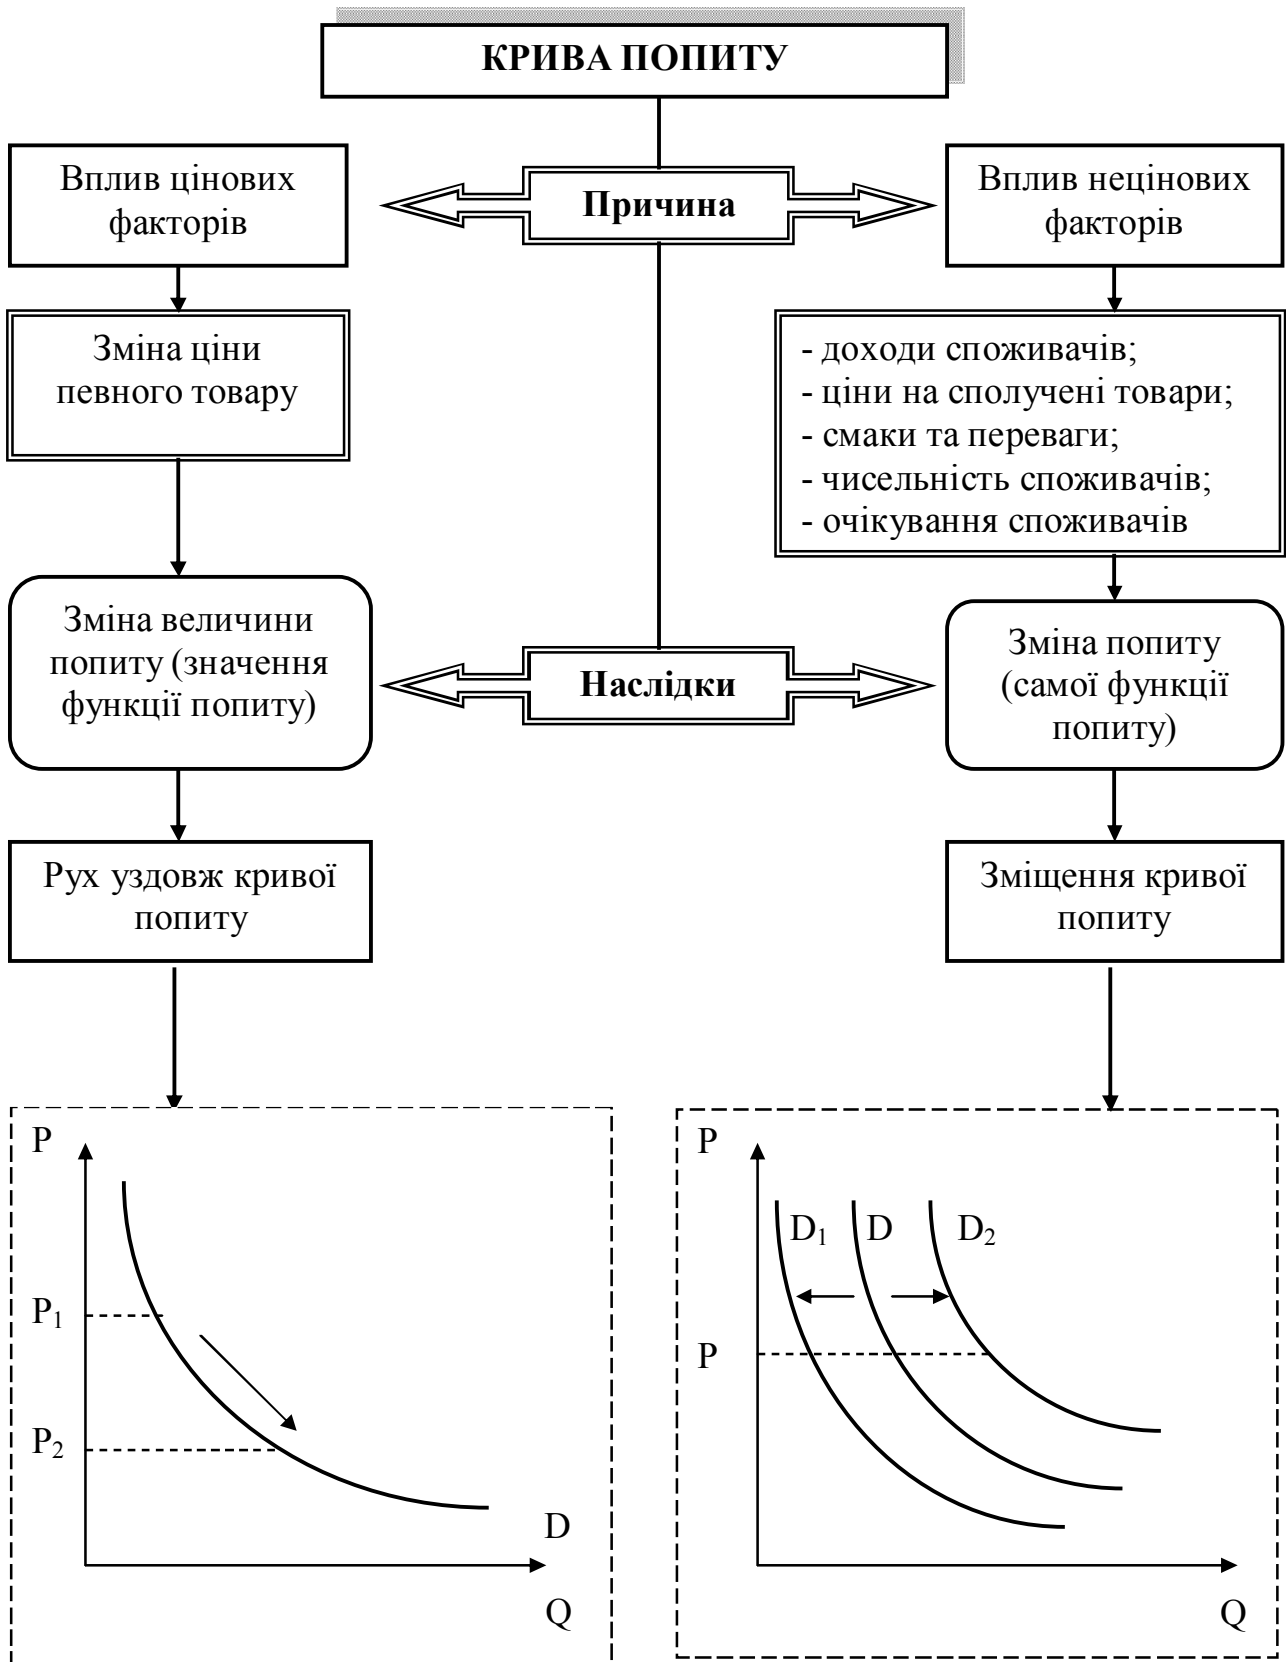 КРИВА ПОПИТУ
Вплив цінових
факторів
Причина
Вплив нецінових
факторів
Зміна ціни
певного товару
- доходи споживачів;
- ціни на сполучені товари;
- смаки та переваги;
- чисельність споживачів;
- очікування споживачів
Зміна величини
попиту (значення
функції попиту)
Наслідки
Зміна попиту
(самої функції
попиту)
Рух уздовж кривої
попиту
Зміщення кривої
попиту
P
P₁
P₂
D
Q
P
D₁ D D₂
P
Q